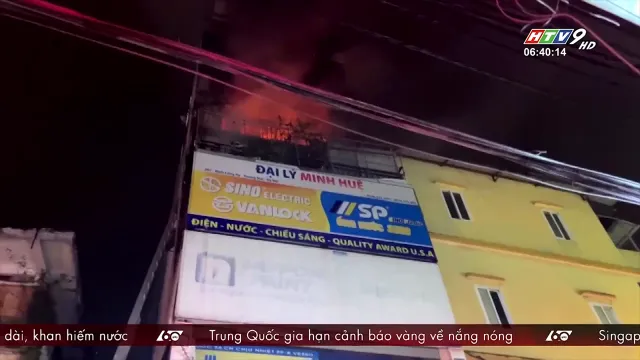 HTV9 HD
06:40:14
ĐẠI LÝ MINH HUÊ
SINO ELECTRIC
VANLOCK
SP
ĐIỆN - NƯỚC - CHIẾU SÁNG - QUALITY AWARD U.S.A
dài, khan hiếm nước
Trung Quốc gia hạn cảnh báo vàng về nắng nóng
Singap